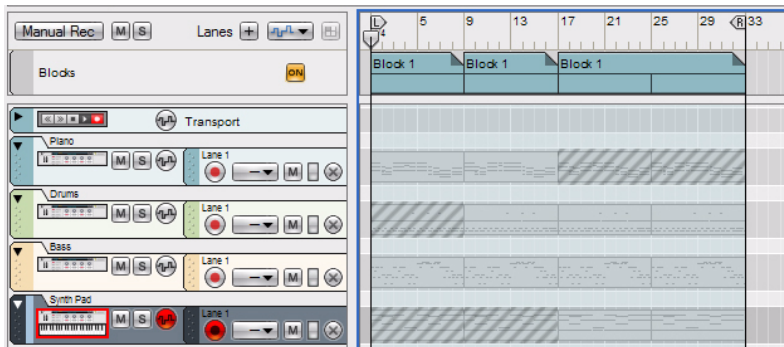 Manual Rec M S Lanes +
L 5 9 13 17 21 25 29 R 33
4
Blocks ON
Block 1 Block 1 Block 1
Transport
Piano
M S Lane 1 M
Drums
M S Lane 1 M
Bass
M S Lane 1 M
Synth Pad
M S Lane 1 M